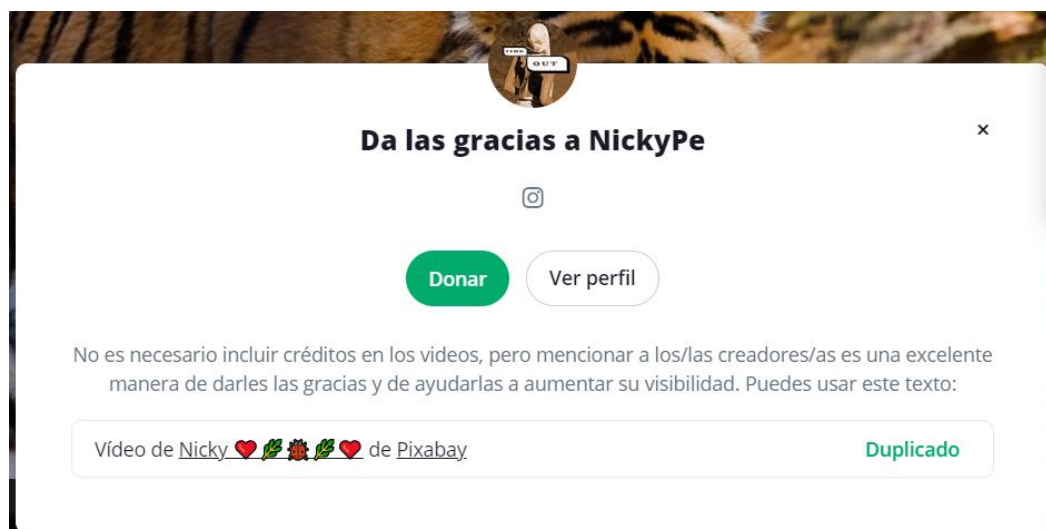 TIME
OUT
Da las gracias a NickyPe
×
Donar
Ver perfil
No es necesario incluir créditos en los videos, pero mencionar a los/las creadores/as es una excelente
manera de darles las gracias y de ayudarlas a aumentar su visibilidad. Puedes usar este texto:
Vídeo de Nicky ❤️🌿🐞🌿❤️ de Pixabay
Duplicado